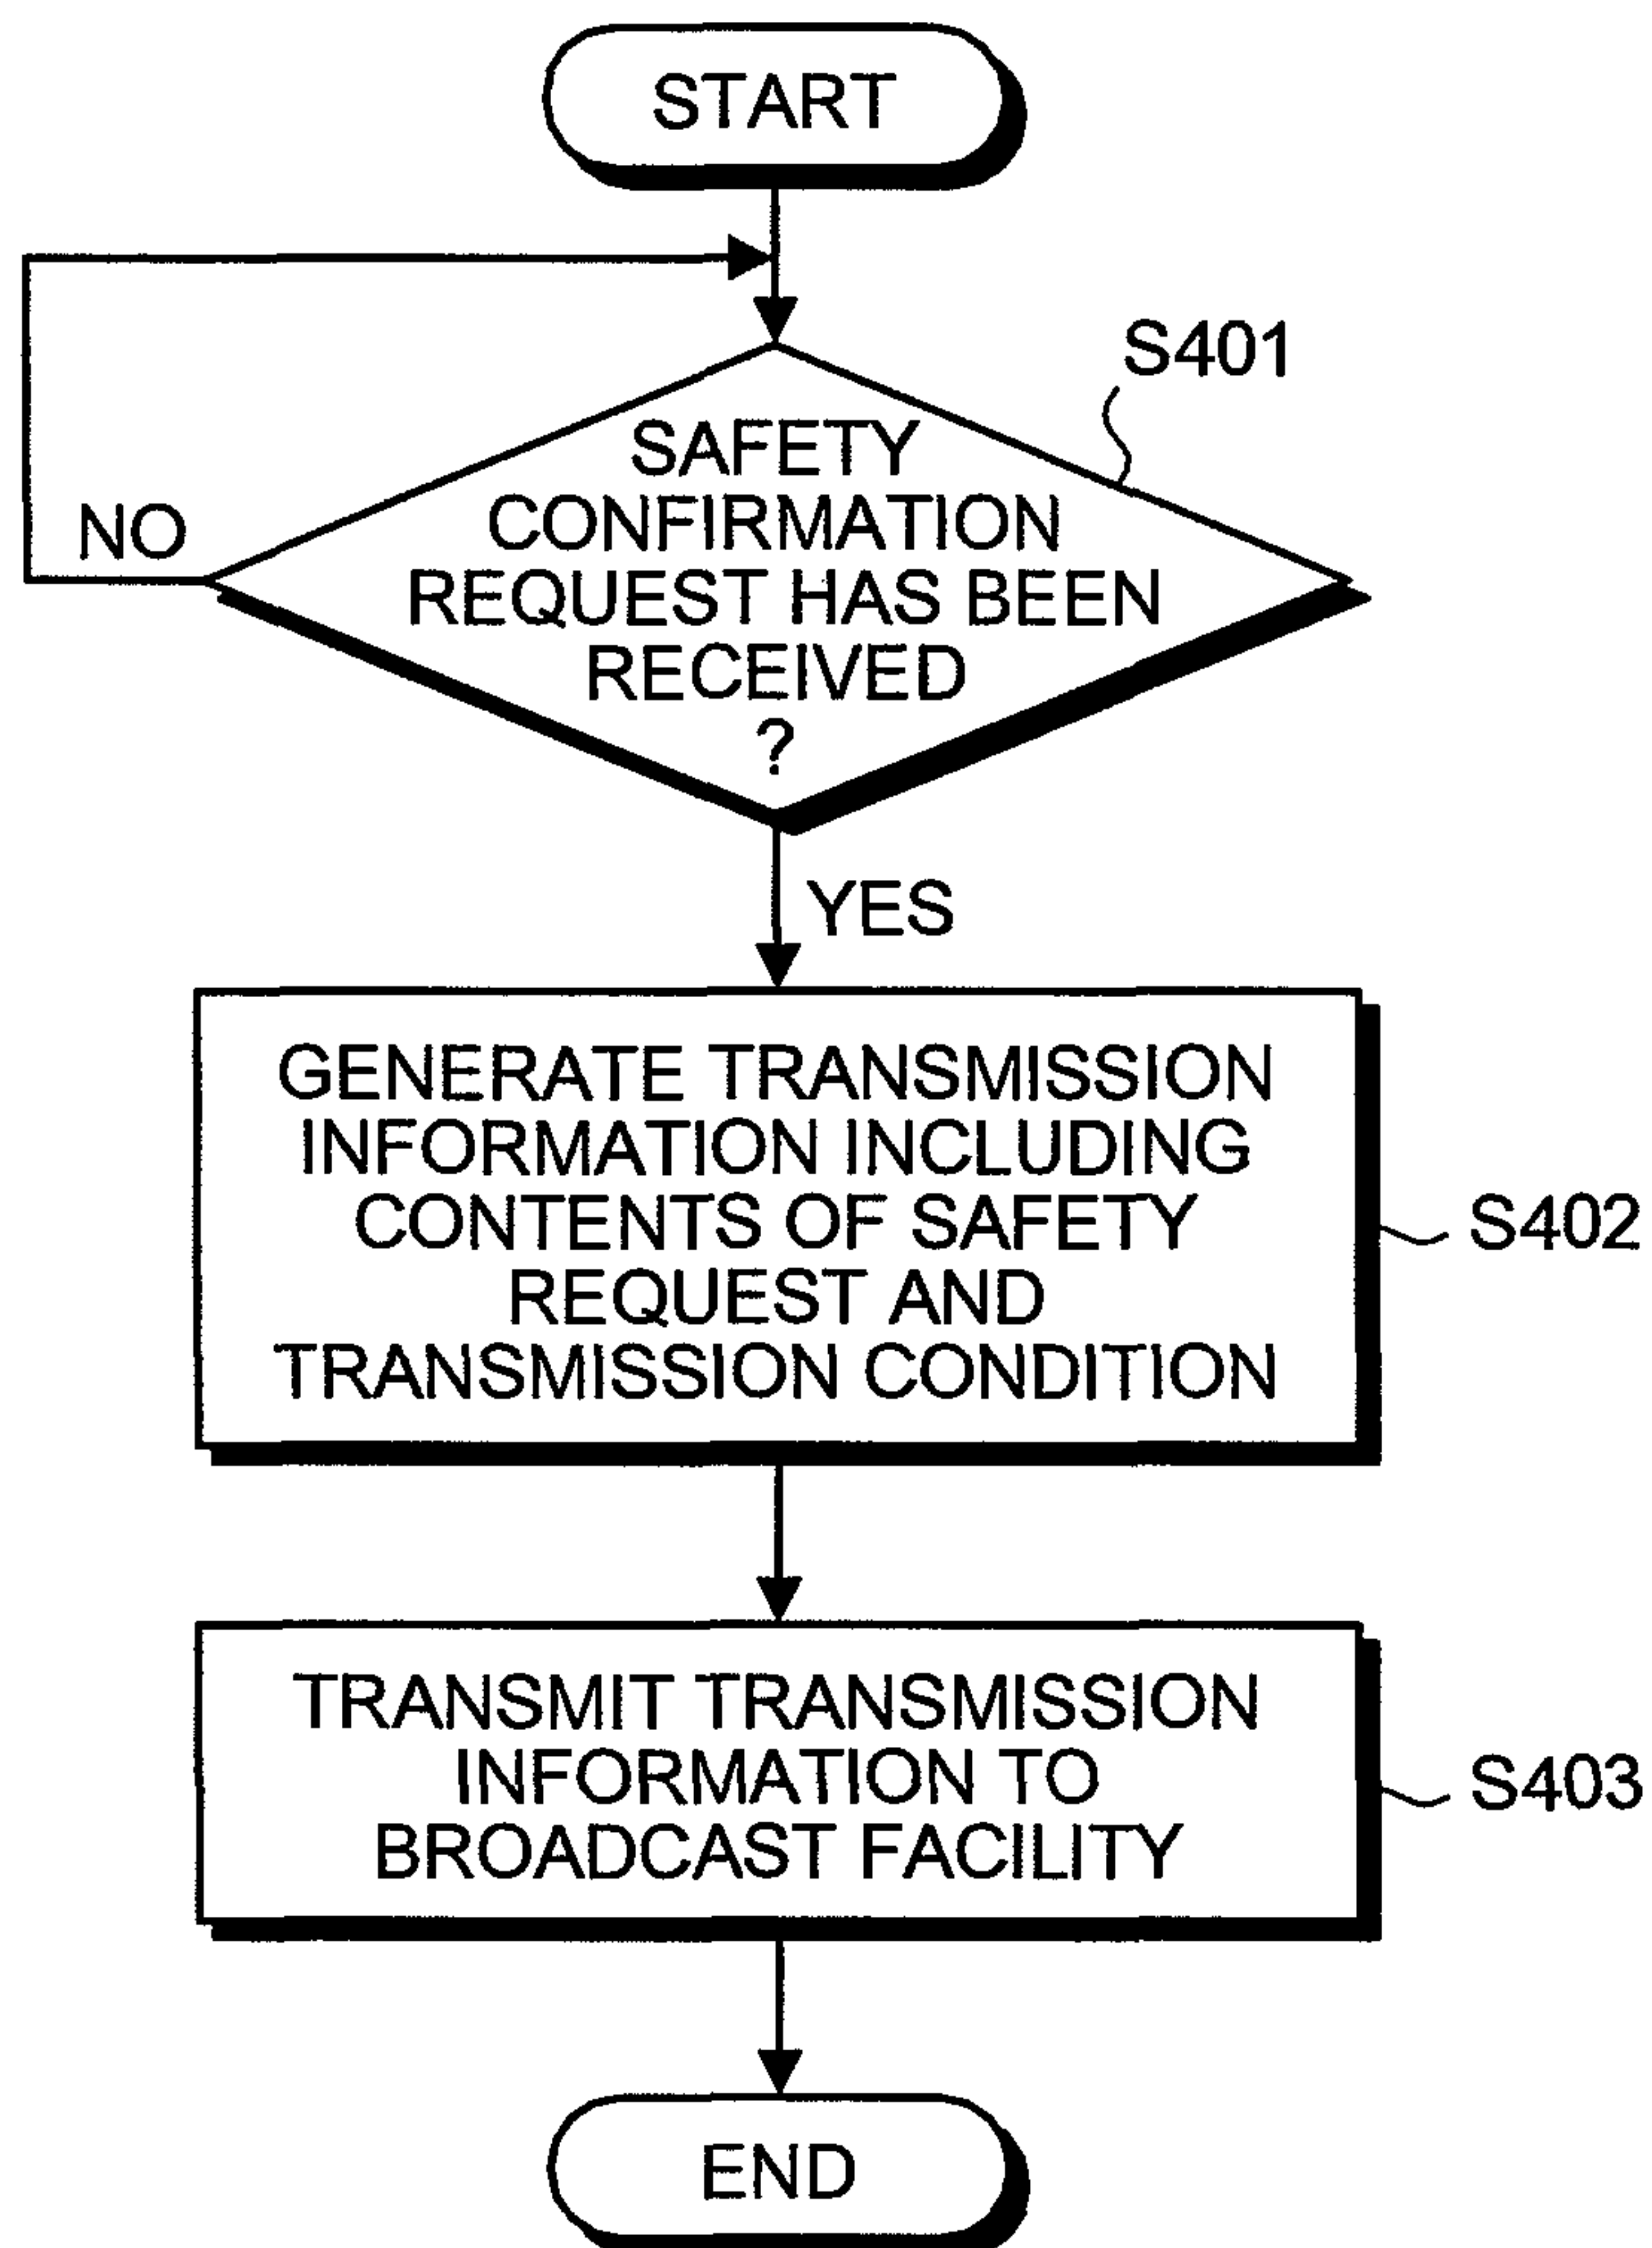 START
S401
SAFETY
CONFIRMATION
REQUEST HAS BEEN
RECEIVED
?
NO
YES
GENERATE TRANSMISSION
INFORMATION INCLUDING
CONTENTS OF SAFETY
REQUEST AND
TRANSMISSION CONDITION
S402
TRANSMIT TRANSMISSION
INFORMATION TO
BROADCAST FACILITY
S403
END